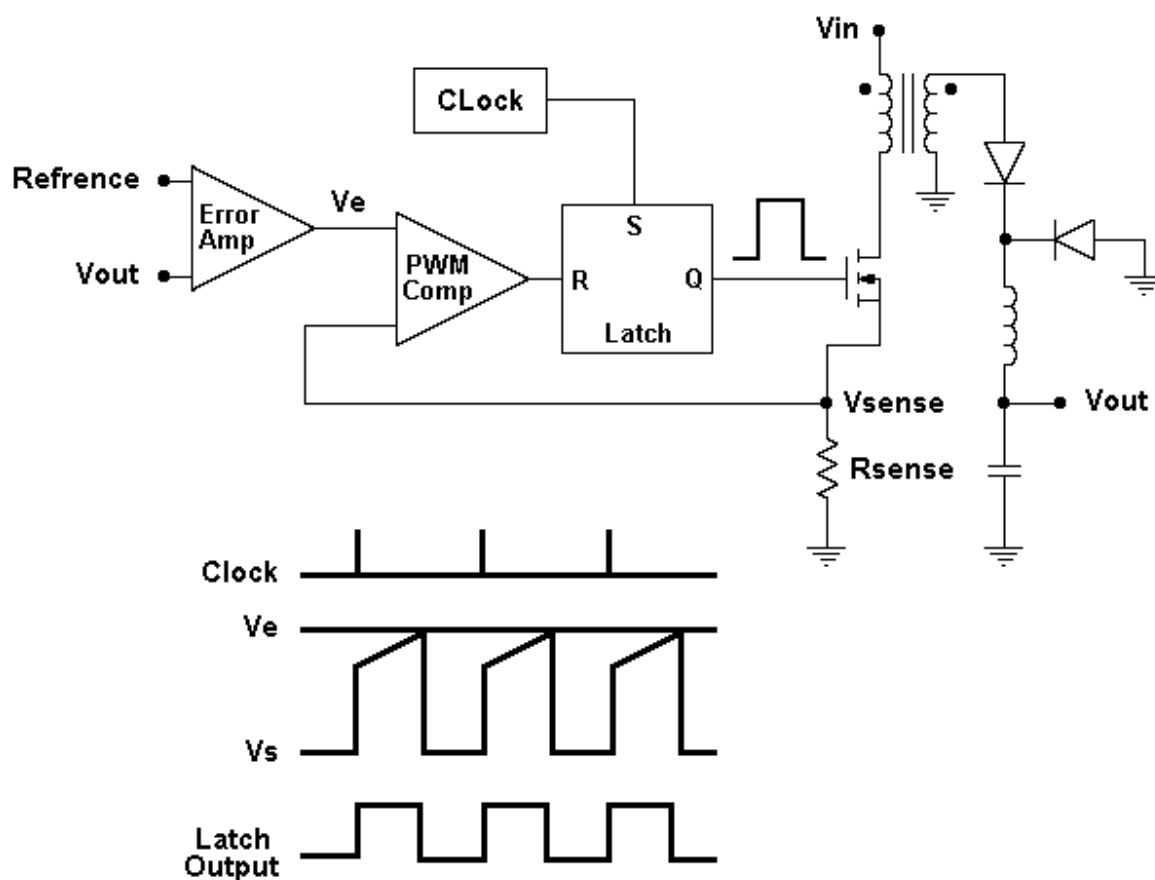 Vin
CLock
Refrence
Error
Amp
Ve
Vout
PWM
Comp
S
R
Q
Latch
Vsense
Vout
Rsense
Clock
Ve
Vs
Latch
Output